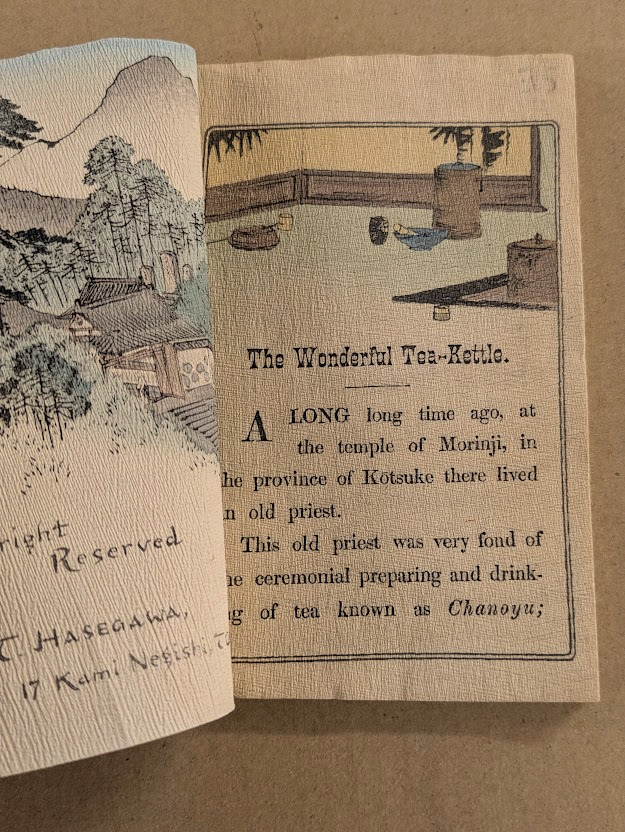 right
Reserved
T. HASEGAWA,
17 Kami Negishi,
The Wonderful Tea-Kettle.
A LONG long time ago, at
the temple of Morinji, in
he province of Kōtsuke there lived
n old priest.
This old priest was very fond of
e ceremonial preparing and drink-
g of tea known as Chanoyu;